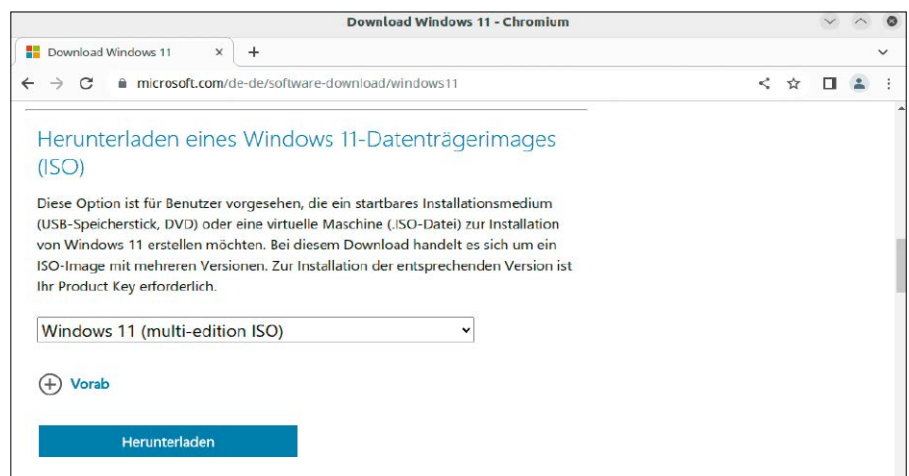 Download Windows 11 - Chromium
Download Windows 11
microsoft.com/de-de/software-download/windows11
Herunterladen eines Windows 11-Datenträgerimages
(ISO)
Diese Option ist für Benutzer vorgesehen, die ein startbares Installationsmedium
(USB-Speicherstick, DVD) oder eine virtuelle Maschine (.ISO-Datei) zur Installation
von Windows 11 erstellen möchten. Bei diesem Download handelt es sich um ein
ISO-Image mit mehreren Versionen. Zur Installation der entsprechenden Version ist
Ihr Product Key erforderlich.
Windows 11 (multi-edition ISO)
Vorab
Herunterladen